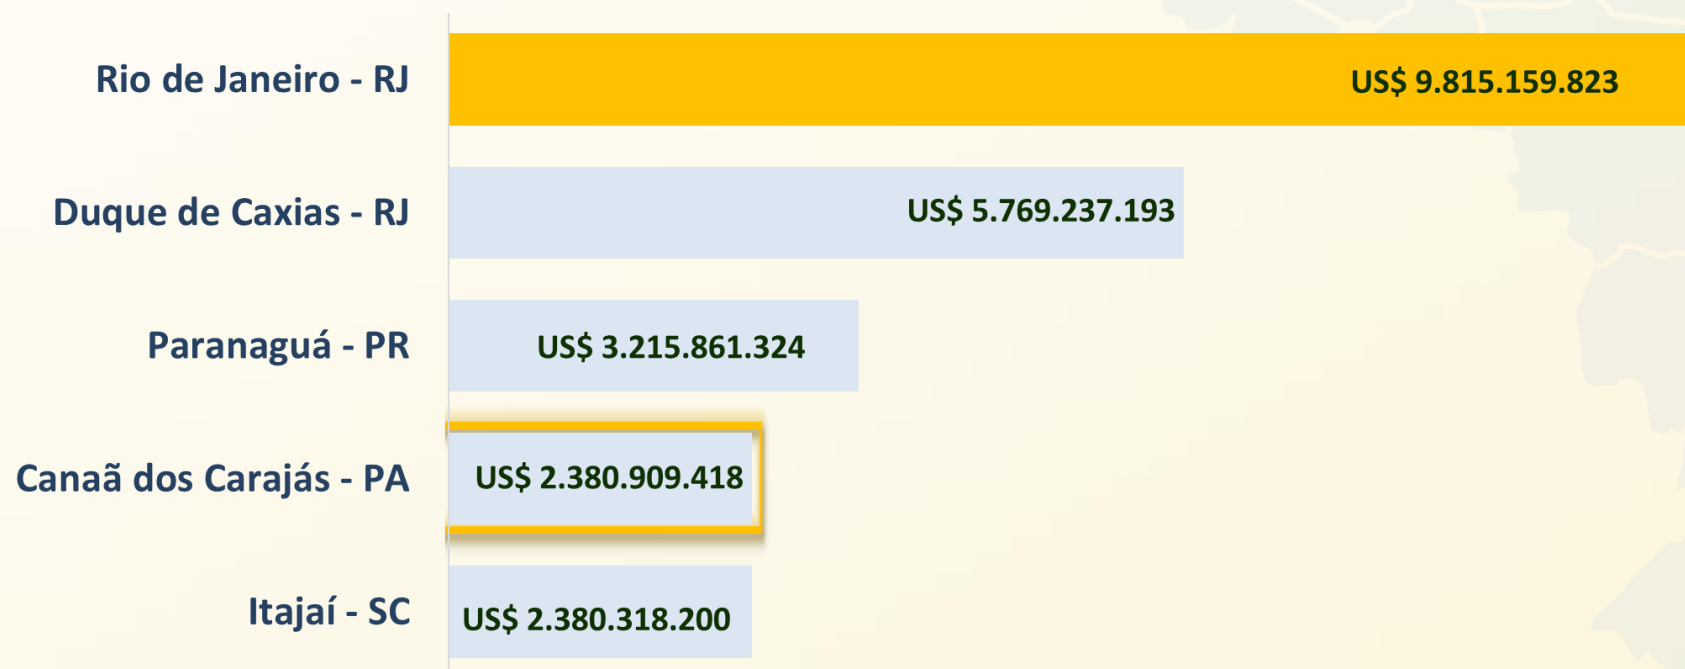 Rio de Janeiro - RJ US$ 9.815.159.823
Duque de Caxias - RJ US$ 5.769.237.193
Paranaguá - PR US$ 3.215.861.324
Canaã dos Carajás - PA US$ 2.380.909.418
Itajaí - SC US$ 2.380.318.200